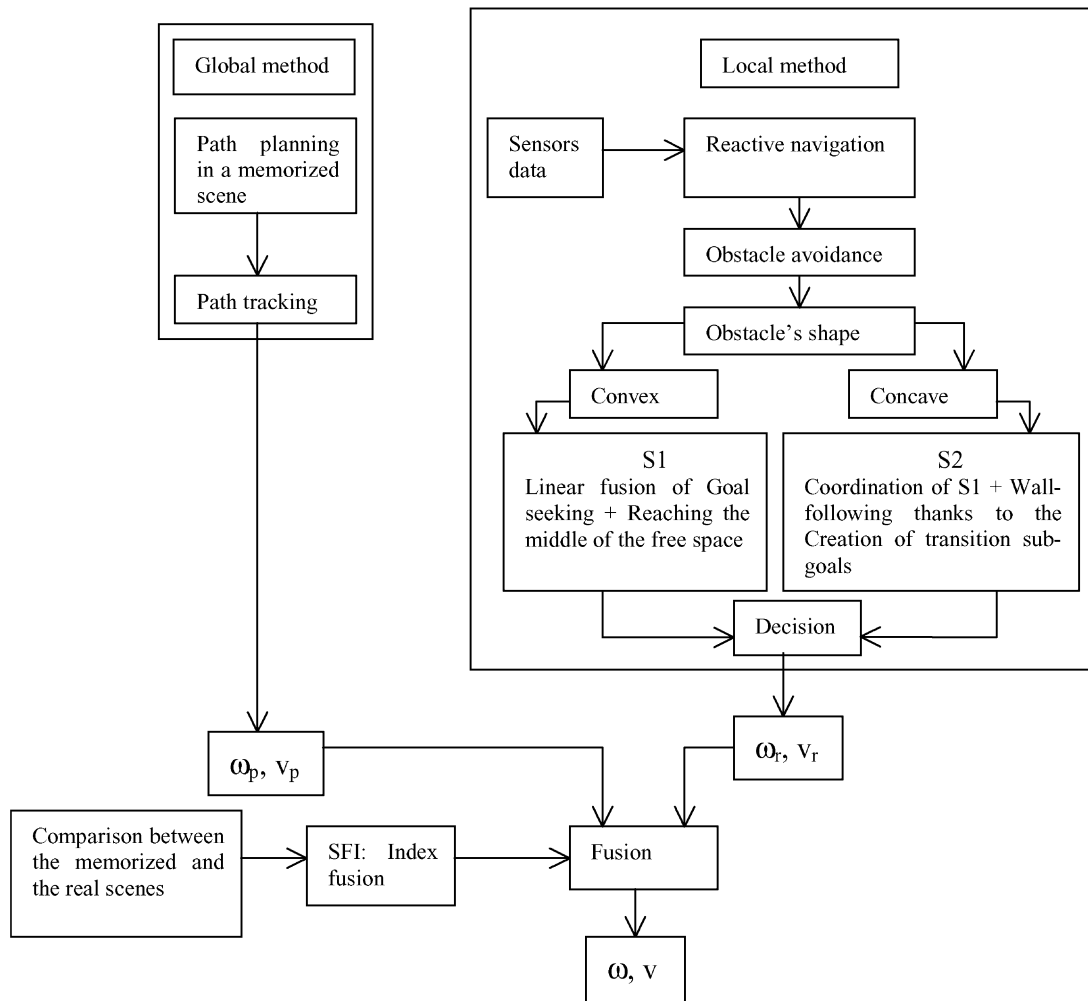 Global method
Path planning
in a memorized
scene
Path tracking
Local method
Sensors
data
Reactive navigation
Obstacle avoidance
Obstacle's shape
Convex
Concave
S1
Linear fusion of Goal
seeking + Reaching the
middle of the free space
S2
Coordination of S1 + Wall-
following thanks to the
Creation of transition sub-
goals
Decision
ωp, vp
ωr, vr
Comparison between
the memorized and
the real scenes
SFI: Index
fusion
Fusion
ω, v